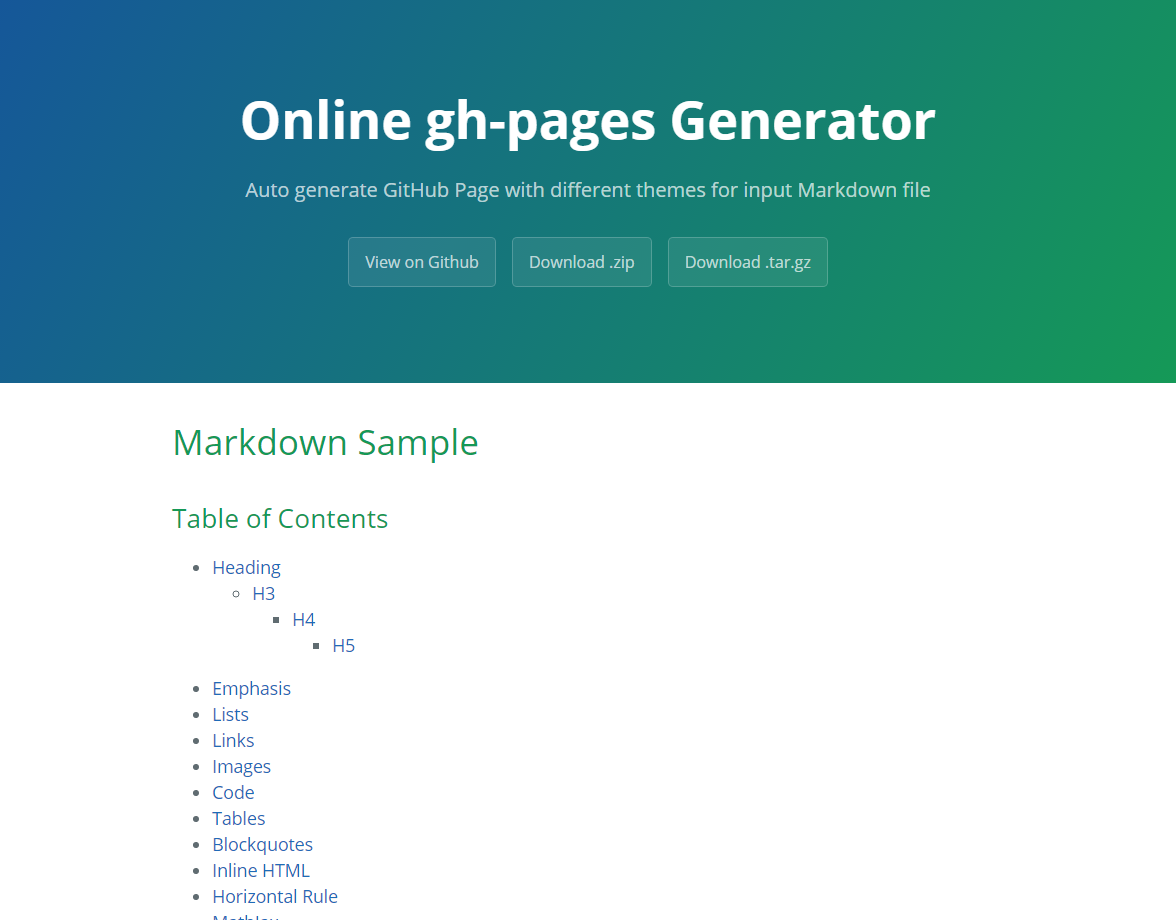 Online gh-pages Generator
Auto generate GitHub Page with different themes for input Markdown file
View on Github
Download .zip
Download .tar.gz
Markdown Sample
Table of Contents
Heading
H3
H4
H5
Emphasis
Lists
Links
Images
Code
Tables
Blockquotes
Inline HTML
Horizontal Rule